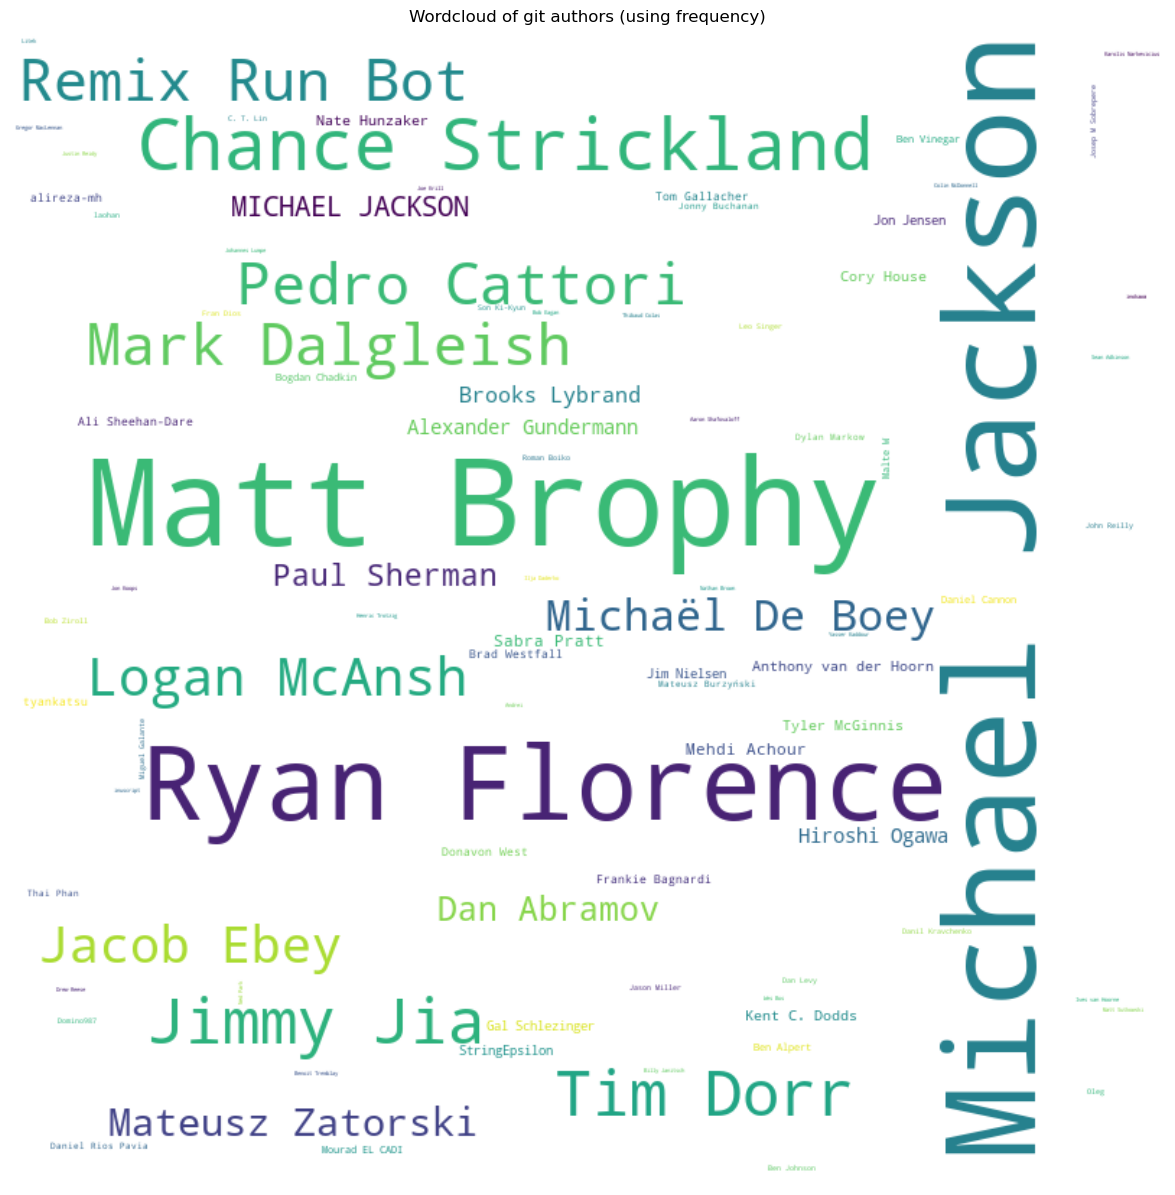 Wordcloud of git authors (using frequency)
Remix Run Bot
C. T. Lin
Nate Hunzaker
Chance Strickland
Ben Vinegar
alireza-mh
MICHAEL JACKSON
Tom Gallacher
Jonny Buchanan
Jon Jensen
Pedro Cattori
Cory House
Son Ki-Kyun
Fran Dios
Leo Singer
Mark Dalgleish
Bogdan Chadkin
Brooks Lybrand
Ali Sheehan-Dare
Alexander Gundermann
Dylan Markow
Malte W
Roman Boiko
Matt Brophy
John Reilly
Paul Sherman
Michaël De Boey
Daniel Cannon
Bob Ziroll
Sabra Pratt
Brad Westfall
Logan McAnsh
Jim Nielsen
Anthony van der Hoorn
Mateusz Burzyński
tyankatsu
Tyler McGinnis
Miguel Galante
Mehdi Achour
Ryan Florence
Hiroshi Ogawa
Donavon West
Frankie Bagnardi
Thai Phan
Dan Abramov
Jacob Ebey
Danil Kravchenko
Dan Levy
Jason Miller
Jimmy Jia
Domino987
Gal Schlezinger
Kent C. Dodds
StringEpsilon
Ben Alpert
Tim Dorr
Oleg
Mateusz Zatorski
Daniel Rios Pavia
Mourad EL CADI
Ben Johnson
Michael Jackson
Josep M Sobrepere